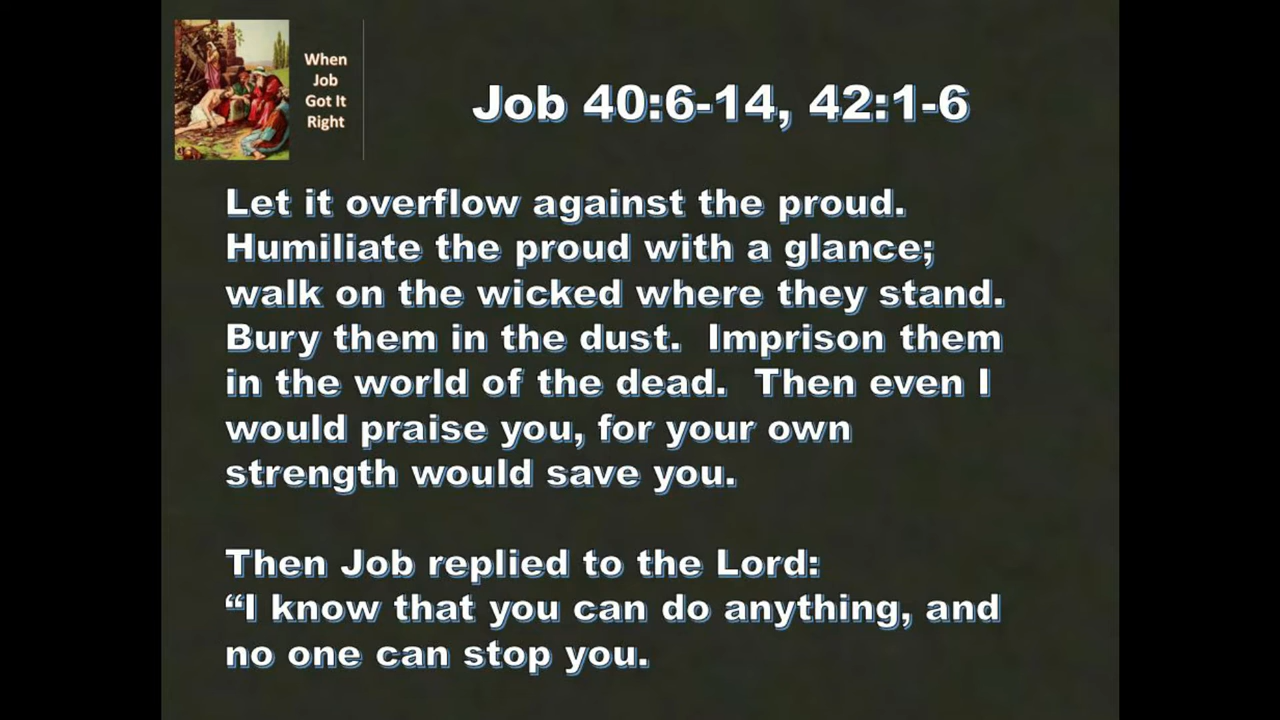 When
Job
Got It
Right
Job 40:6-14, 42:1-6
Let it overflow against the proud.
Humiliate the proud with a glance;
walk on the wicked where they stand.
Bury them in the dust.  Imprison them
in the world of the dead.  Then even I
would praise you, for your own
strength would save you.
Then Job replied to the Lord:
“I know that you can do anything, and
no one can stop you.